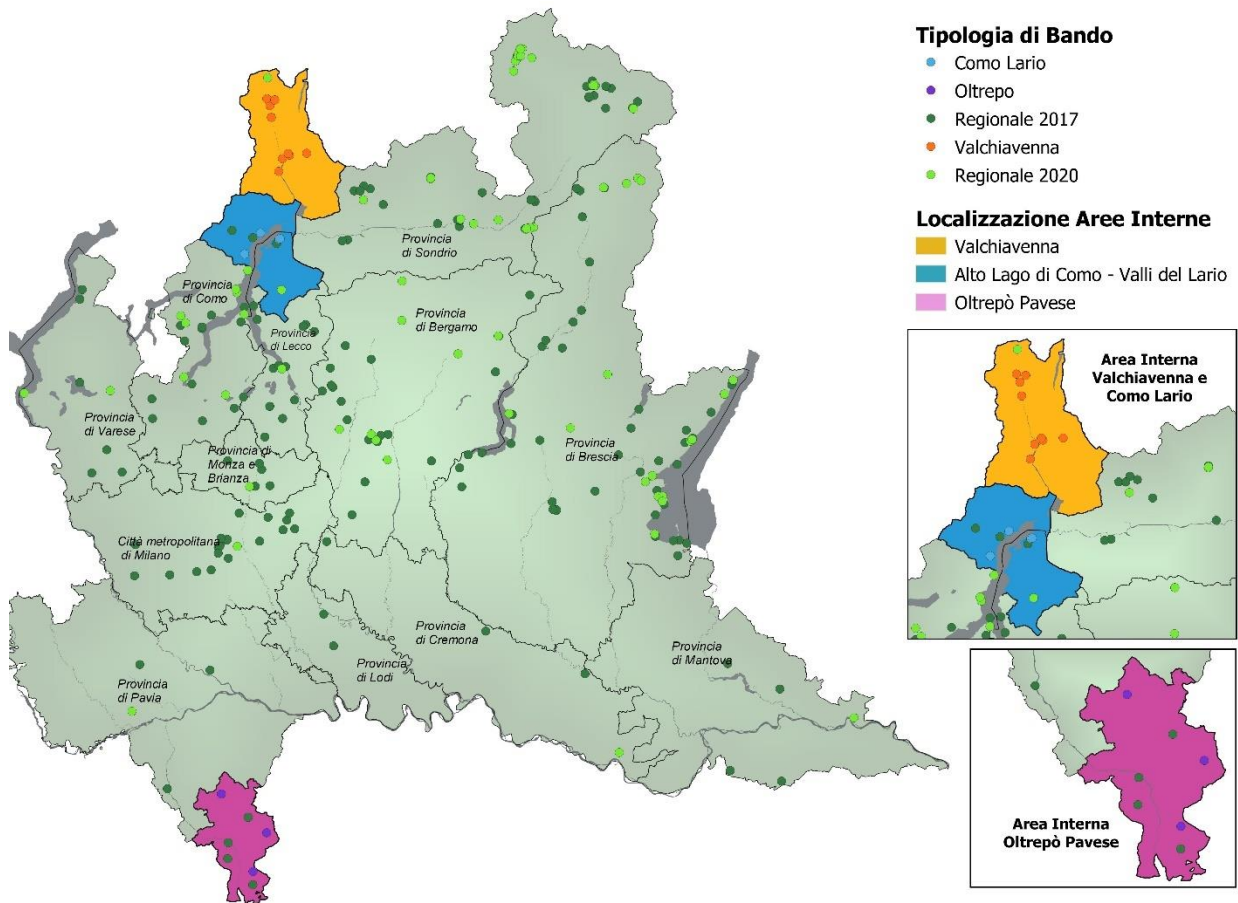 Tipologia di Bando
Como Lario
Oltrepo
Regionale 2017
Valchiavenna
Regionale 2020
Localizzazione Aree Interne
Valchiavenna
Alto Lago di Como - Valli del Lario
Oltrepò Pavese
Provincia
di Sondrio
Provincia
di Como
Provincia
di Bergamo
Provincia
di Lecco
Provincia
di Varese
Provincia di
Monza e
Brianza
Provincia
di Brescia
Città metropolitana
di Milano
Provincia
di Cremona
Provincia
di Mantova
Provincia
di Lodi
Provincia
di Pavia
Area Interna
Valchiavenna e
Como Lario
Area Interna
Oltrepò Pavese